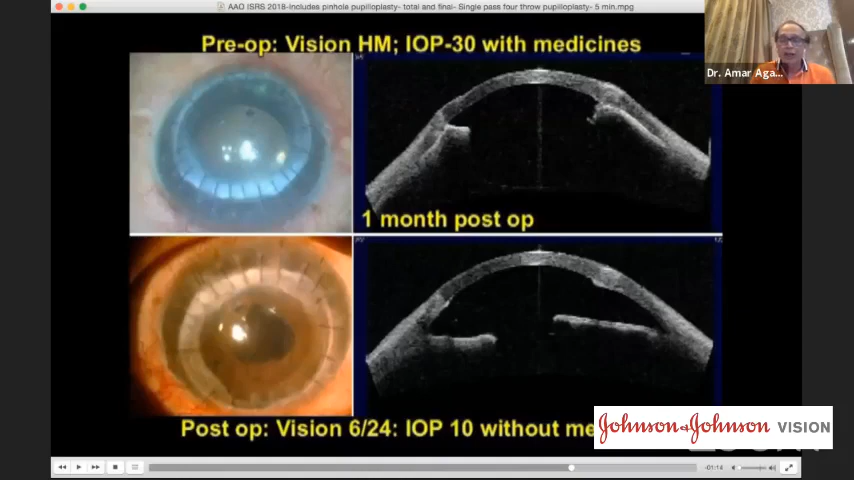 AAO ISRS 2018-includes pinhole pupilloplasty- total and final- Single pass four throw pupilloplasty- 5 min.mpg
Pre-op: Vision HM; IOP-30 with medicines
Dr. Amar Aga...
1 month post op
Post op: Vision 6/24: IOP 10 without me
Johnson & Johnson VISION
-01:14